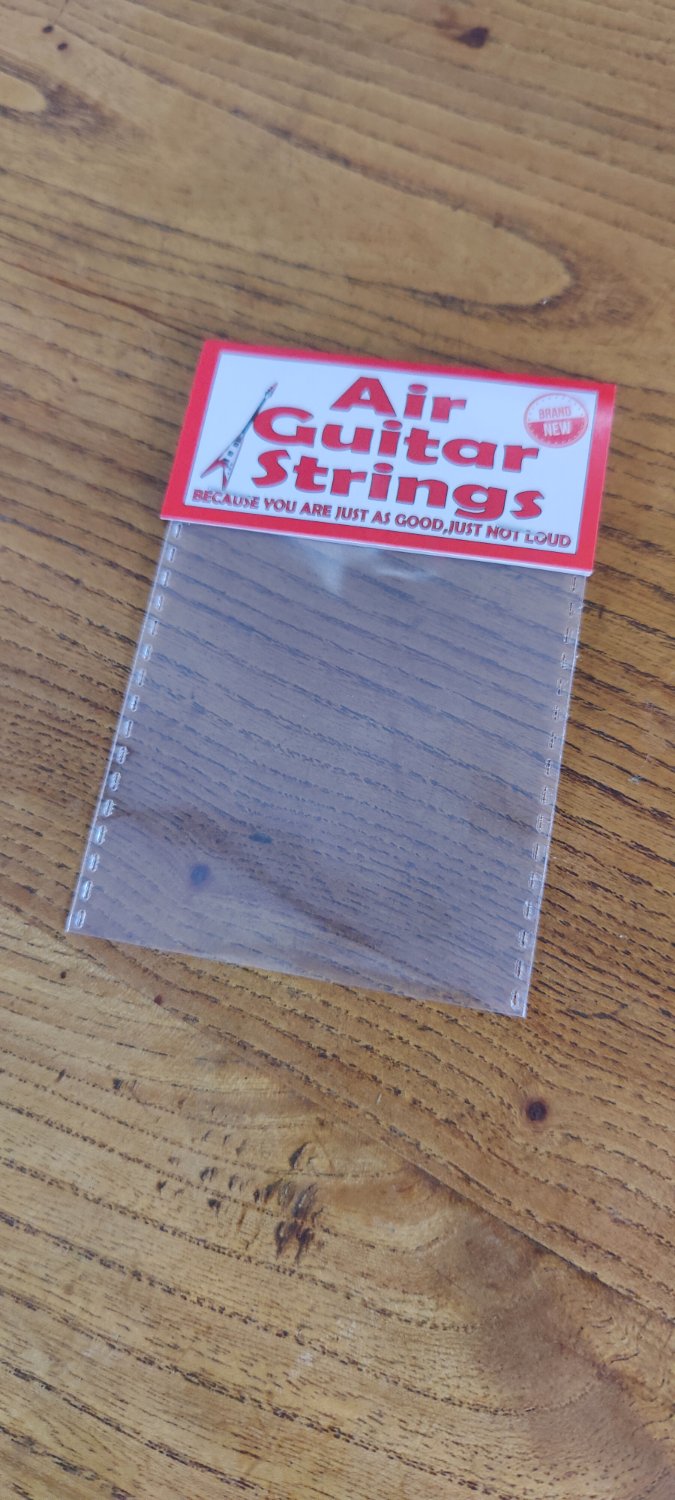 Air
Guitar
Strings
BRAND
NEW
BECAUSE YOU ARE JUST AS GOOD,JUST NOT LOUD